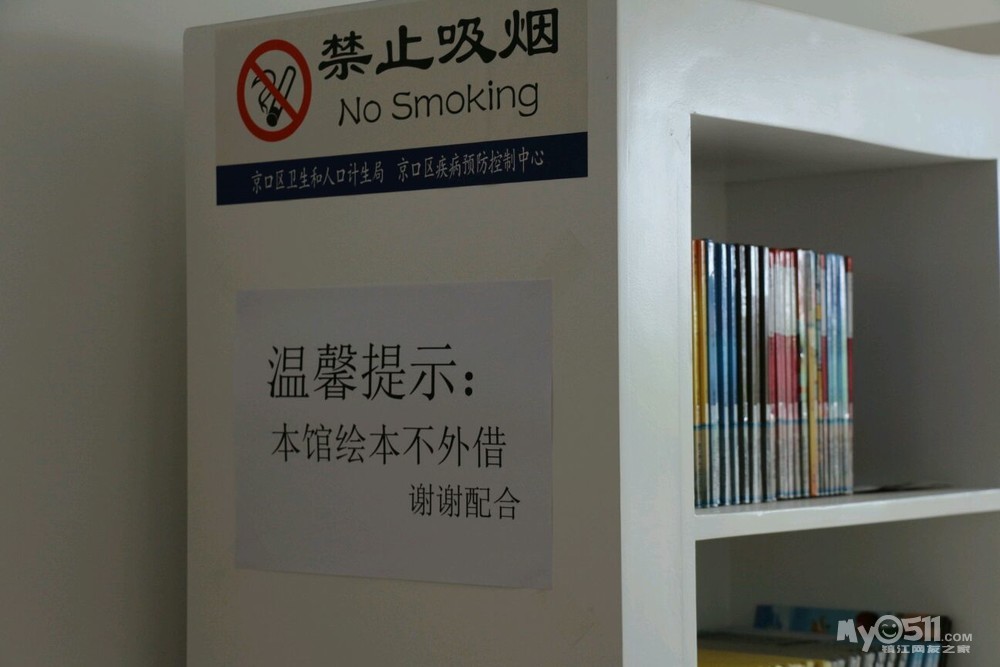 禁止吸烟
No Smoking
京口区卫生和人口计生局 京口区疾病预防控制中心
温馨提示:
本馆绘本不外借
谢谢配合
My0511.COM
镇江网友之家